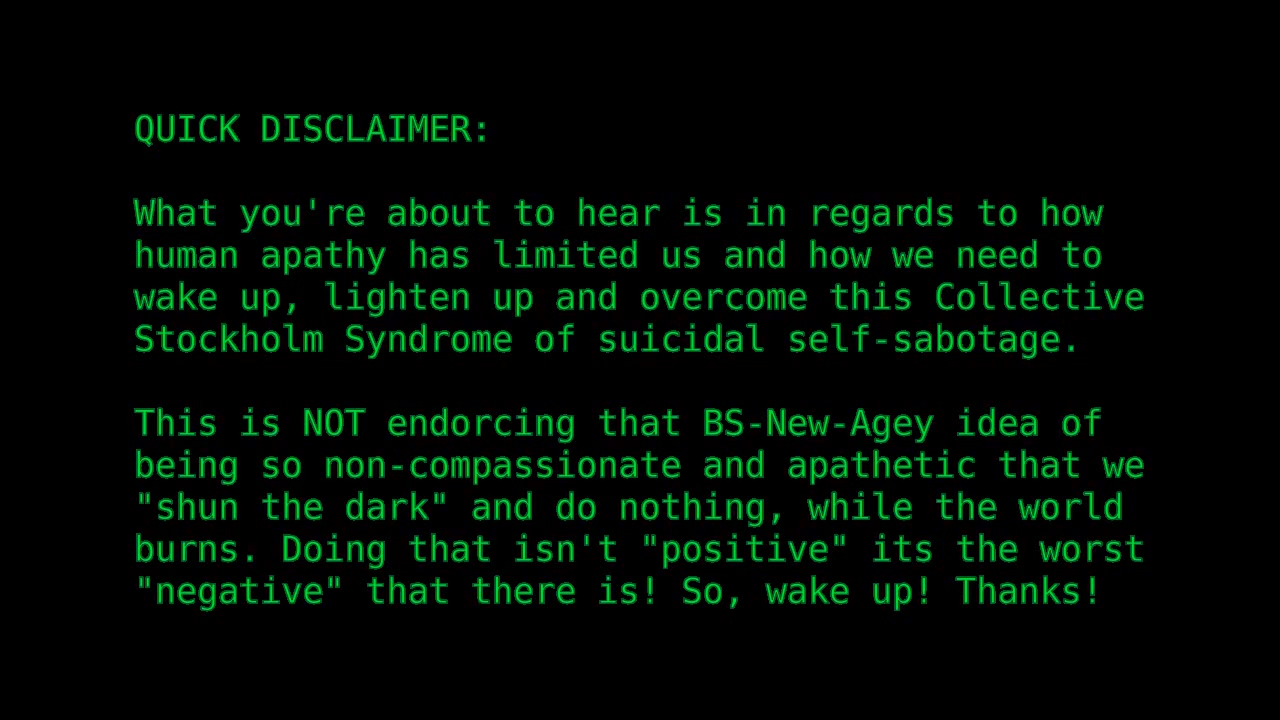 QUICK DISCLAIMER:
What you're about to hear is in regards to how
human apathy has limited us and how we need to
wake up, lighten up and overcome this Collective
Stockholm Syndrome of suicidal self-sabotage.
This is NOT endorcing that BS-New-Agey idea of
being so non-compassionate and apathetic that we
"shun the dark" and do nothing, while the world
burns. Doing that isn't "positive" its the worst
"negative" that there is! So, wake up! Thanks!